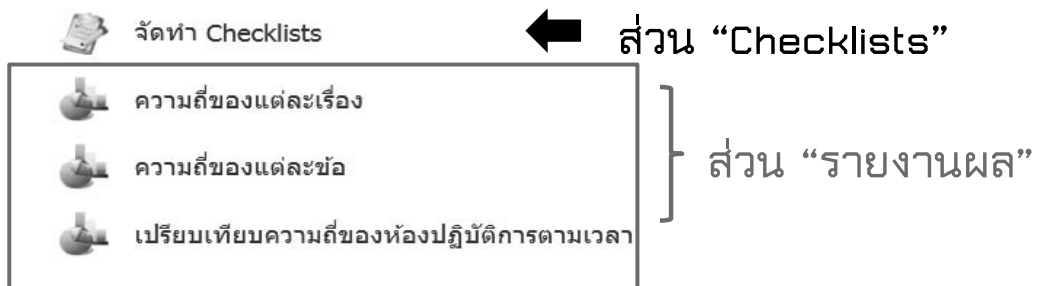 จัดทำ Checklists
ส่วน “Checklists”
ความถี่ของแต่ละเรื่อง
ความถี่ของแต่ละข้อ
ส่วน “รายงานผล”
เปรียบเทียบความถี่ของห้องปฏิบัติการตามเวลา